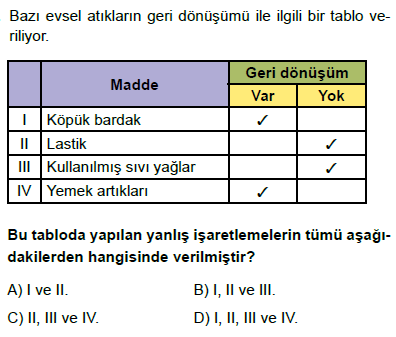 Bazı evsel atıkların geri dönüşümü ile ilgili bir tablo ve-
riliyor.
Madde Geri dönüşüm
Var Yok
I Köpük bardak ✓
II Lastik ✓
III Kullanılmış sıvı yağlar ✓
IV Yemek artıkları ✓
Bu tabloda yapılan yanlış işaretlemelerin tümü aşağı-
dakilerden hangisinde verilmiştir?
A) I ve II. B) I, II ve III.
C) II, III ve IV. D) I, II, III ve IV.